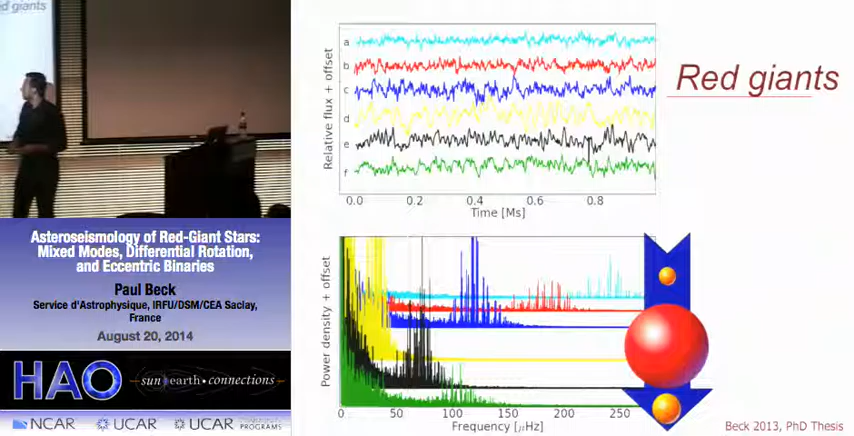 d giants
Asteroseismology of Red-Giant Stars:
Mixed Modes, Differential Rotation,
and Eccentric Binaries
Paul Beck
Service d'Astrophysique, IRFU/DSM/CEA Saclay,
France
August 20, 2014
HAO
sun earth • connections
NCAR
UCAR
UCAR
PROGRAMS
Red giants
Relative flux + offset
a
b
c
d
e
f
0.0 0.2 0.4 0.6 0.8
Time [Ms]
Power density + offset
0 50 100 150 200 250
Frequency [μHz]
Beck 2013, PhD Thesis